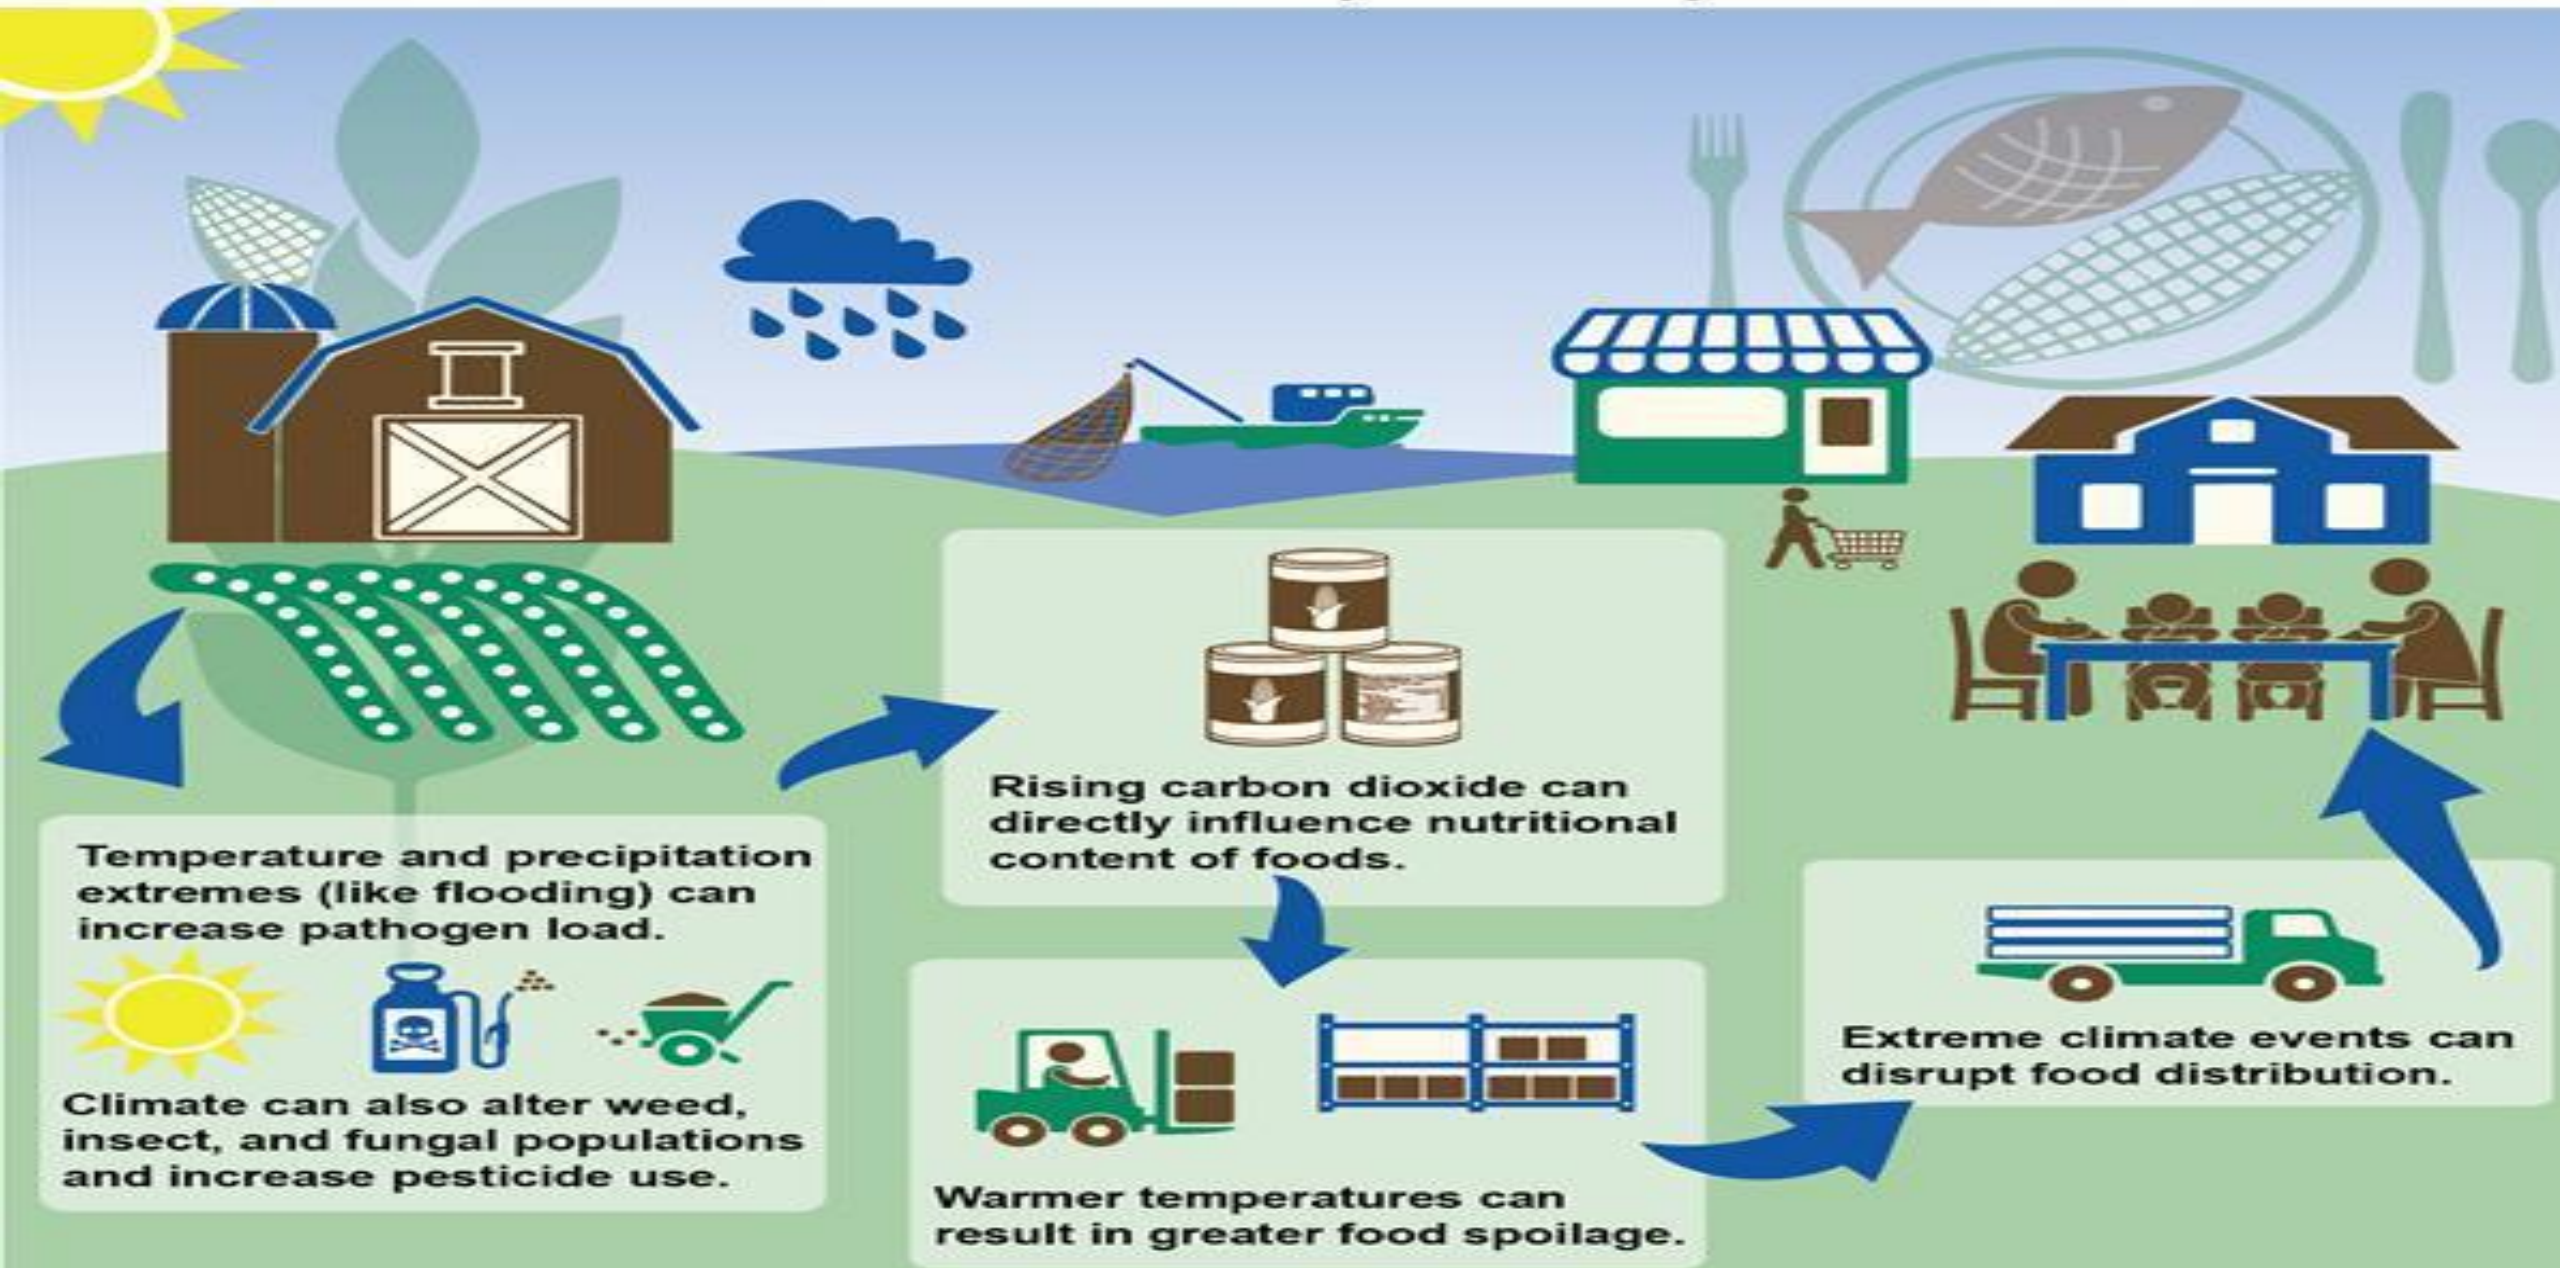 Temperature and precipitation
extremes (like flooding) can
increase pathogen load.
Climate can also alter weed,
insect, and fungal populations
and increase pesticide use.
Rising carbon dioxide can
directly influence nutritional
content of foods.
Warmer temperatures can
result in greater food spoilage.
Extreme climate events can
disrupt food distribution.